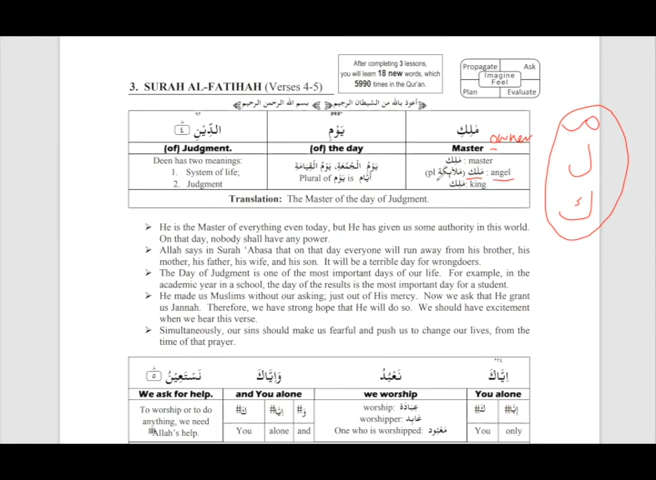 After completing 3 lessons,
you will learn 18 new words, which
5990 times in the Qur'an.
Propagate Ask
Imagine
Feel
Plan Evaluate
3. SURAH AL-FATIHAH (Verses 4-5)
أعوذ بالله من الشيطان الرجيم بسم الله الرحمن الرحيم
مٰلِكِ يَوْمِ الدِّيْنِ ٤
owner
م
ل
ك
(of) Judgment. (of) the day Master
Deen has two meanings:
1. System of life;
2. Judgment
يَوْمُ الْجُمُعَة، يَوْمُ الْقِيَامَة
Plural of يَوْم is أَيَّام
مَالِك : master
(pl مَلَائِكَة) مَلَك : angel
مَلِك : king
Translation: The Master of the day of Judgment.
➢ He is the Master of everything even today, but He has given us some authority in this world.
On that day, nobody shall have any power.
➢ Allah says in Surah 'Abasa that on that day everyone will run away from his brother, his
mother, his father, his wife, and his son. It will be a terrible day for wrongdoers.
➢ The Day of Judgment is one of the most important days of our life. For example, in the
academic year in a school, the day of the results is the most important day for a student.
➢ He made us Muslims without our asking; just out of His mercy. Now we ask that He grant
us Jannah. Therefore, we have strong hope that He will do so. We should have excitement
when we hear this verse.
➢ Simultaneously, our sins should make us fearful and push us to change our lives, from the
time of that prayer.
اِيَّاكَ نَعْبُدُ وَاِيَّاكَ نَسْتَعِيْنُ ٥
We ask for help. and You alone we worship You alone
To worship or to do
anything, we need
Allah's help.
كَ اِيَّا وَ
You alone and
worship: عِبَادَة
worshipper: عَابِد
One who is worshipped: مَعْبُود
كَ اِيَّا
You only